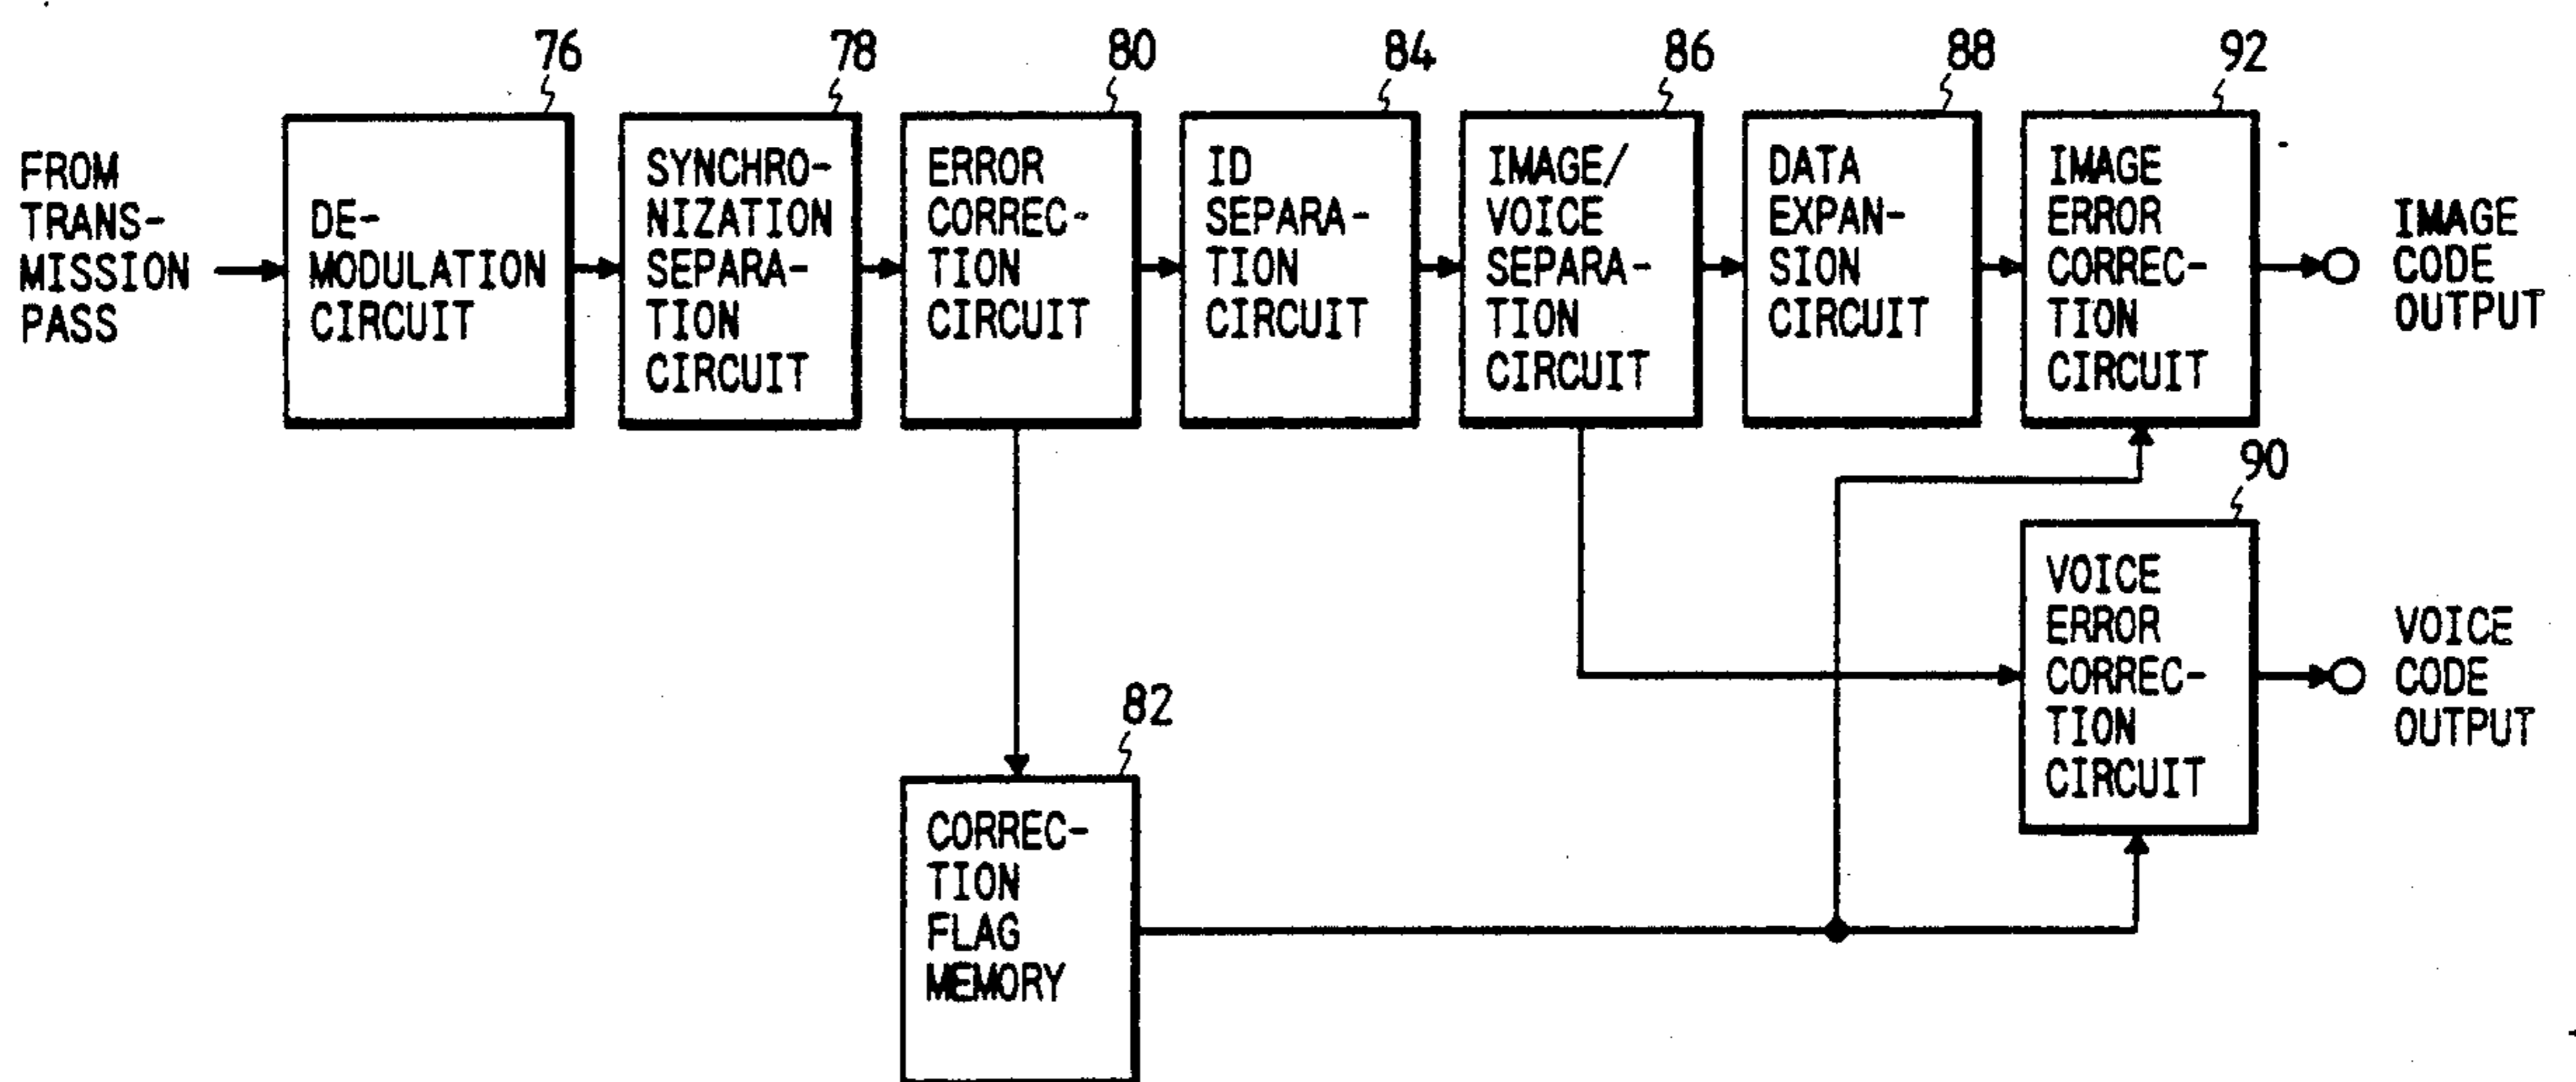 76
78
80
84
86
88
92
FROM
TRANS-
MISSION
PASS
DE-
MODULATION
CIRCUIT
SYNCHRO-
NIZATION
SEPARA-
TION
CIRCUIT
ERROR
CORREC-
TION
CIRCUIT
ID
SEPARA-
TION
CIRCUIT
IMAGE/
VOICE
SEPARA-
TION
CIRCUIT
DATA
EXPAN-
SION
CIRCUIT
IMAGE
ERROR
CORREC-
TION
CIRCUIT
IMAGE
CODE
OUTPUT
90
VOICE
ERROR
CORREC-
TION
CIRCUIT
VOICE
CODE
OUTPUT
82
CORREC-
TION
FLAG
MEMORY